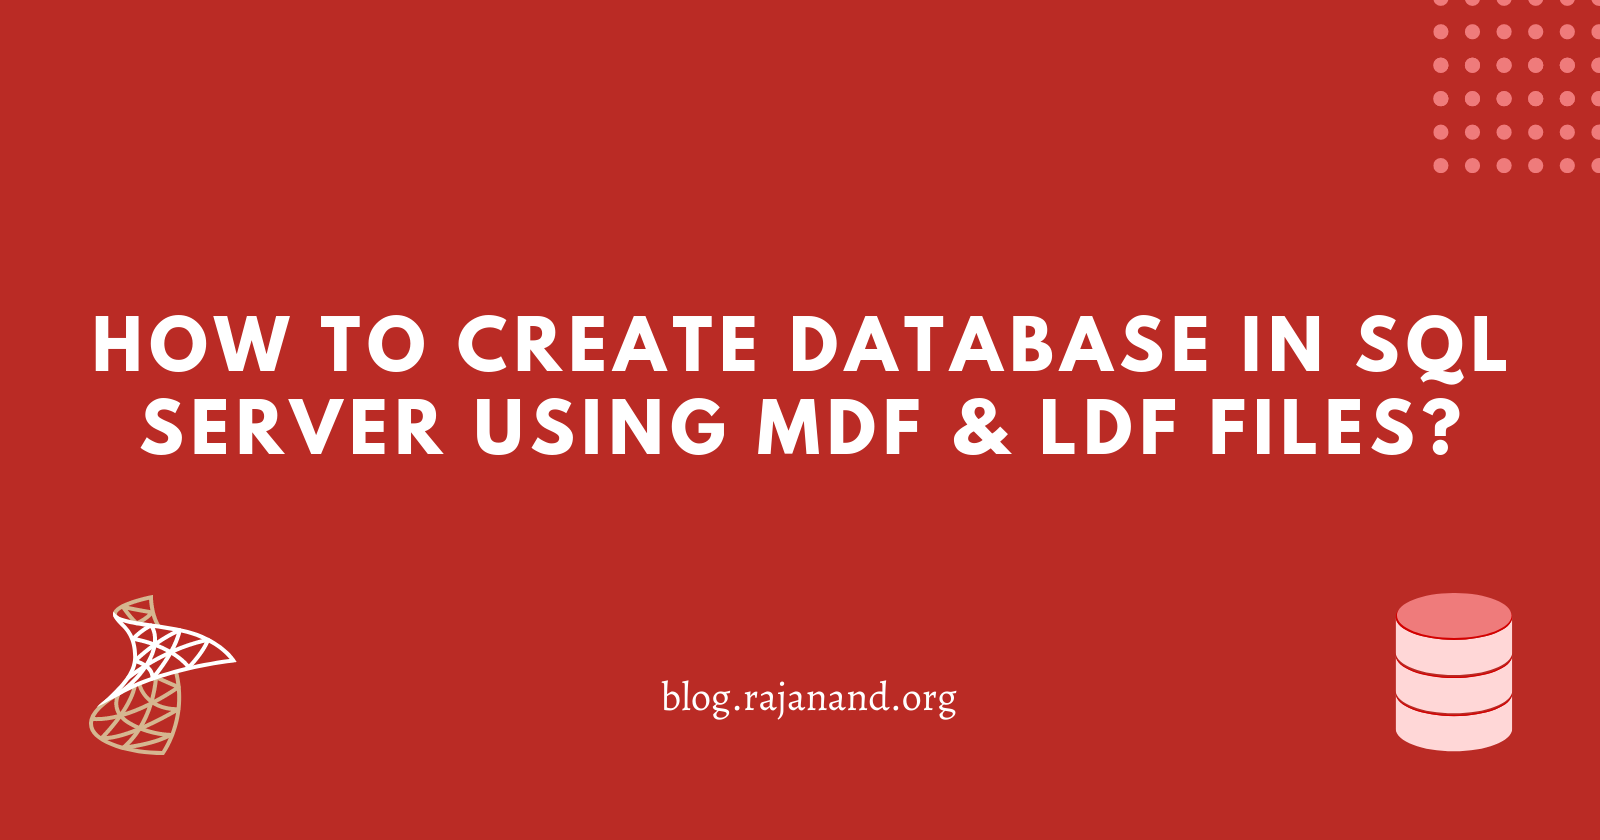 HOW TO CREATE DATABASE IN SQL
SERVER USING MDF & LDF FILES?
blog.rajanand.org